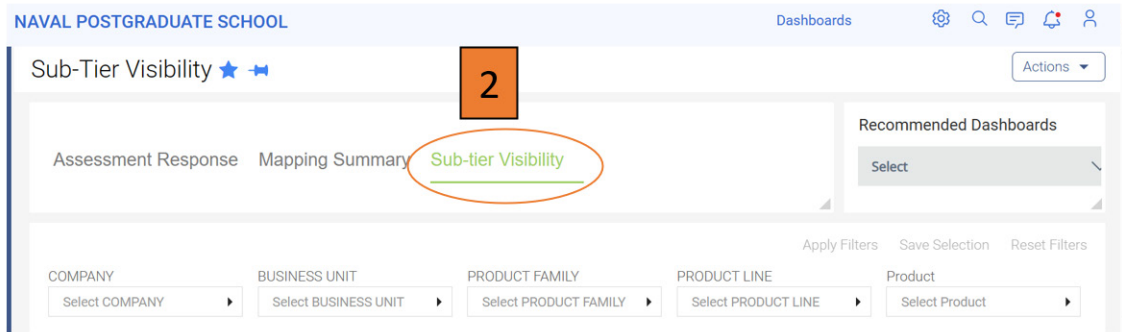 NAVAL POSTGRADUATE SCHOOL Dashboards
Sub-Tier Visibility Actions
2
Recommended Dashboards
Assessment Response Mapping Summary Sub-tier Visibility
Select
Apply Filters Save Selection Reset Filters
COMPANY BUSINESS UNIT PRODUCT FAMILY PRODUCT LINE Product
Select COMPANY Select BUSINESS UNIT Select PRODUCT FAMILY Select PRODUCT LINE Select Product